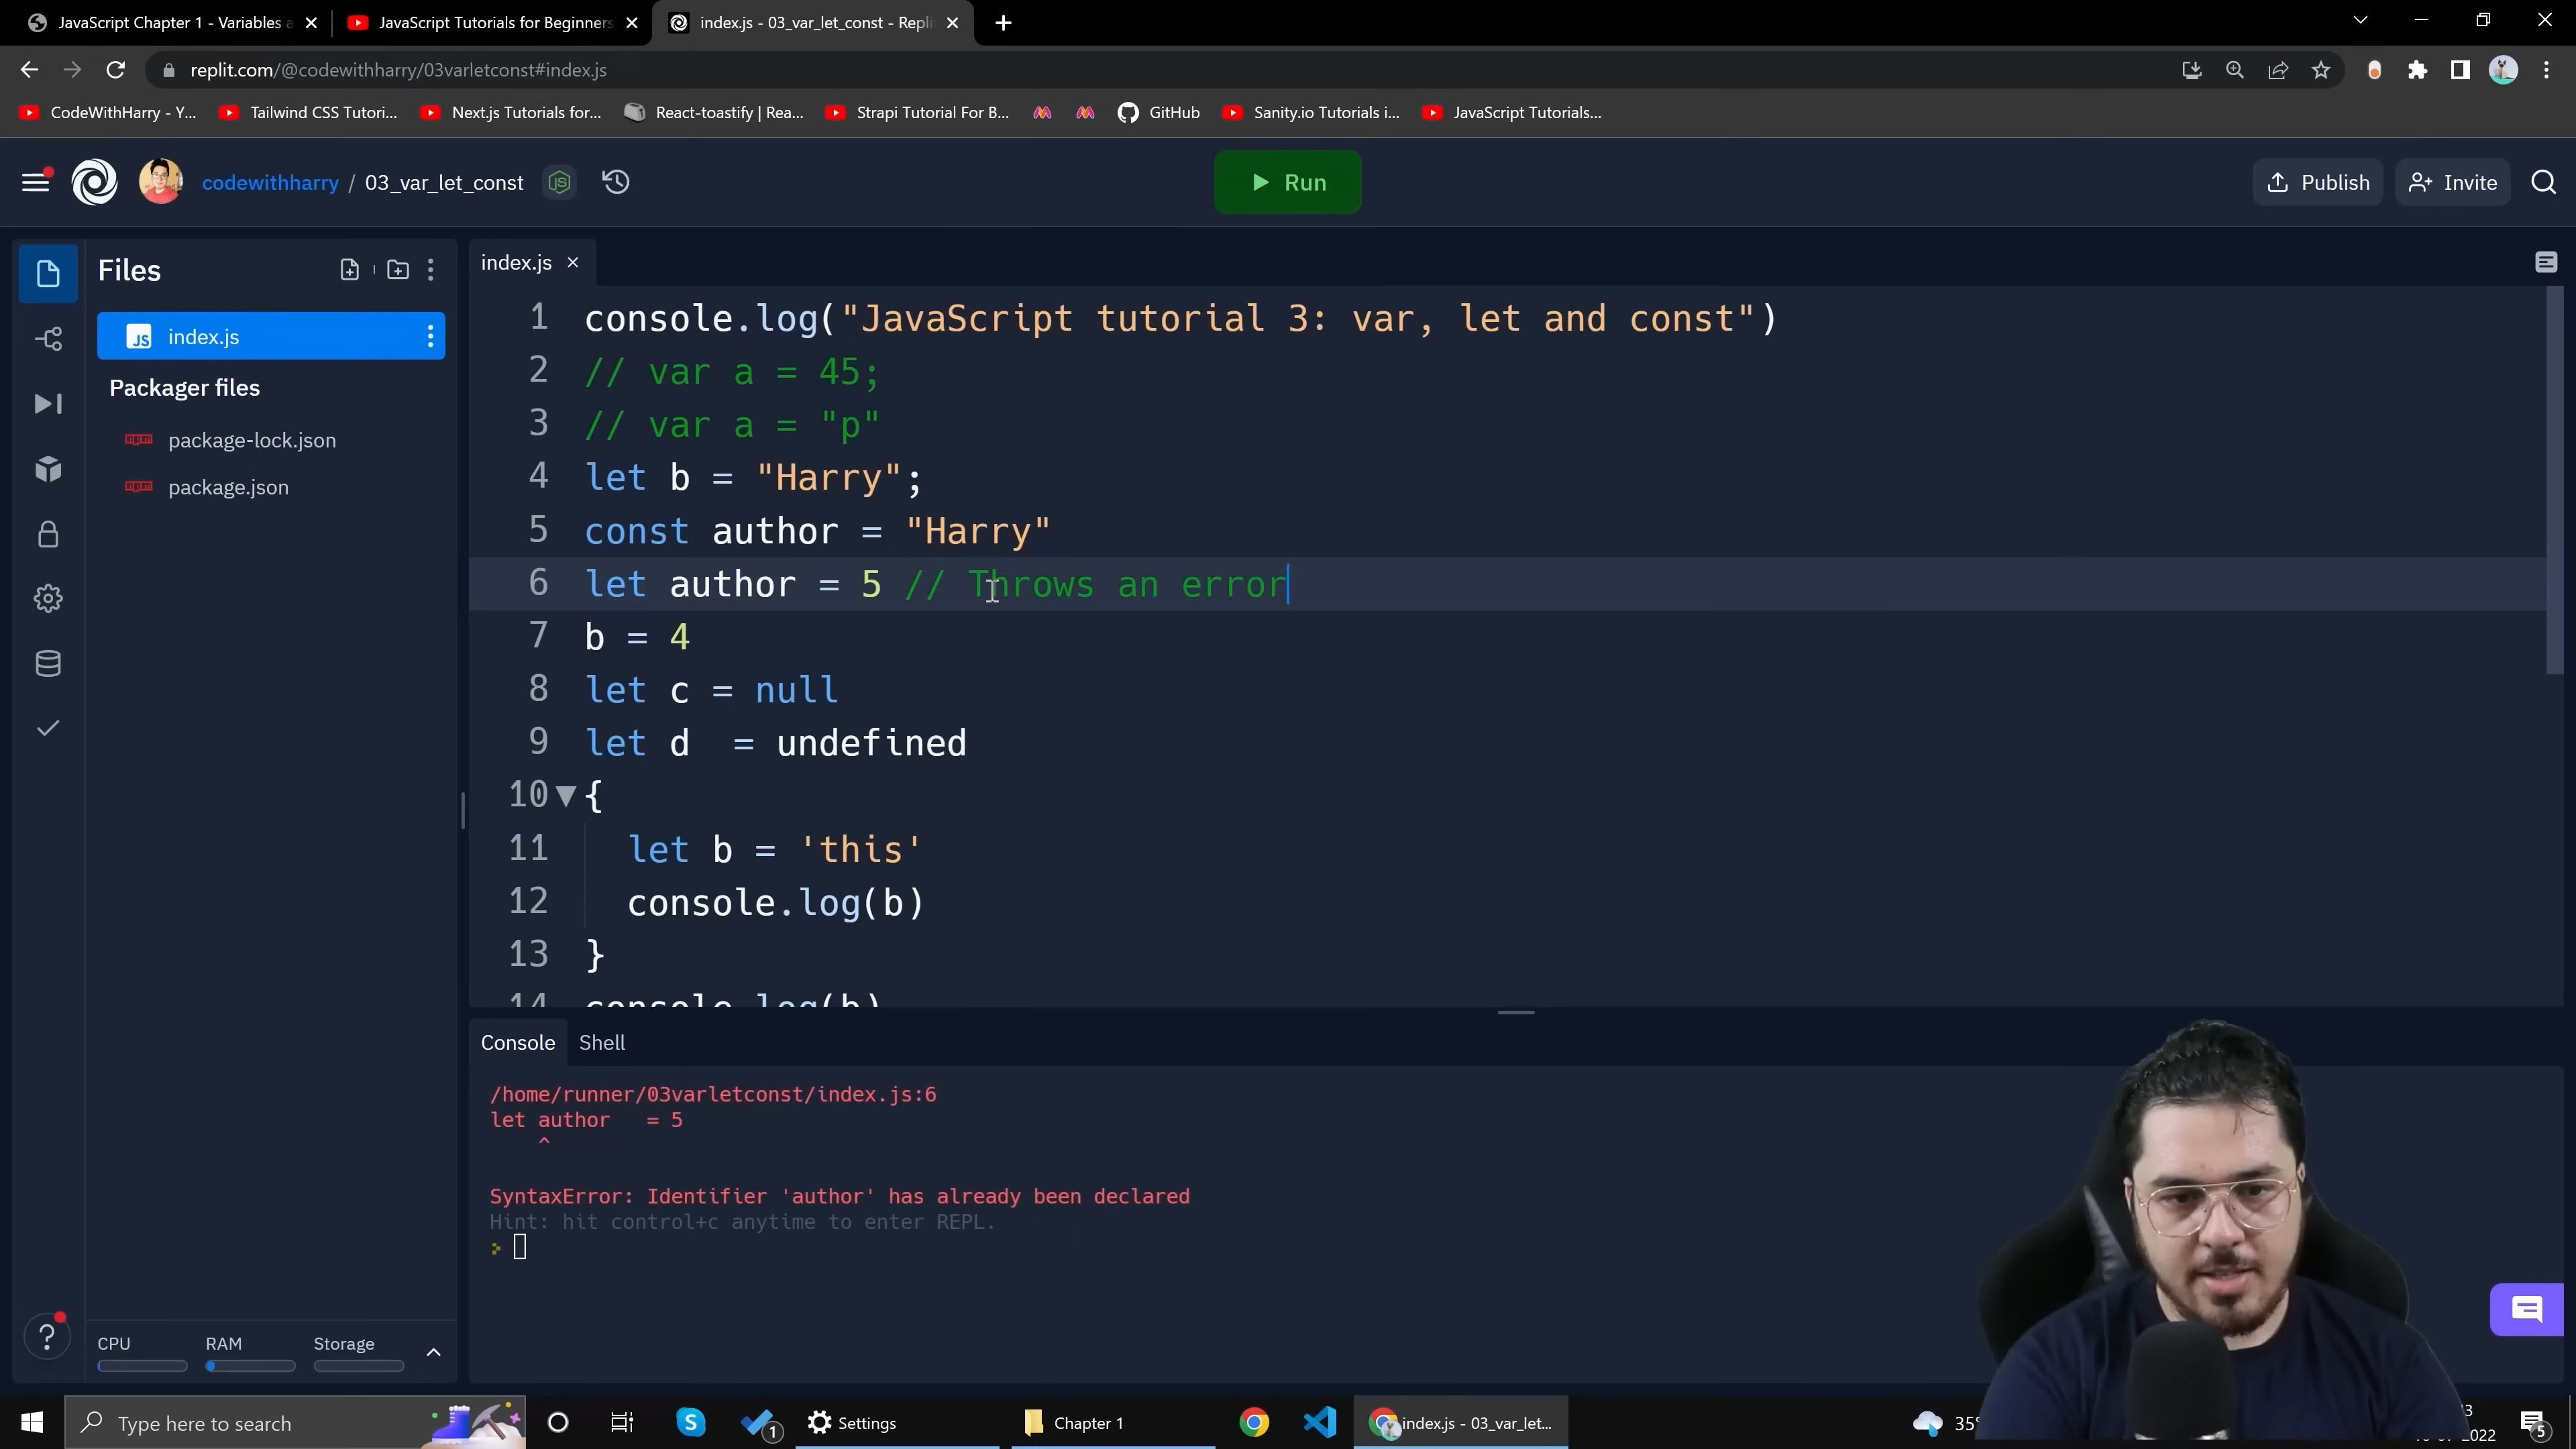 JavaScript Chapter 1 - Variables a
JavaScript Tutorials for Beginners
index.js - 03_var_let_const - Repli
replit.com/@codewithharry/03varletconst#index.js
CodeWithHarry - Y...
Tailwind CSS Tutori...
Next.js Tutorials for...
React-toastify | Rea...
Strapi Tutorial For B...
GitHub
Sanity.io Tutorials i...
JavaScript Tutorials...
codewithharry / 03_var_let_const
Run
Publish
Invite
Files
index.js
Packager files
package-lock.json
package.json
index.js
1 console.log("JavaScript tutorial 3: var, let and const")
2 // var a = 45;
3 // var a = "p"
4 let b = "Harry";
5 const author = "Harry"
6 let author = 5 // Throws an error
7 b = 4
8 let c = null
9 let d  = undefined
10 {
11 let b = 'this'
12 console.log(b)
13 }
14 console.log(b)
Console
Shell
/home/runner/03varletconst/index.js:6
let author   = 5
^
SyntaxError: Identifier 'author' has already been declared
Hint: hit control+c anytime to enter REPL.
CPU
RAM
Storage
Type here to search
1
Settings
Chapter 1
index.js - 03_var_let...
35°
5